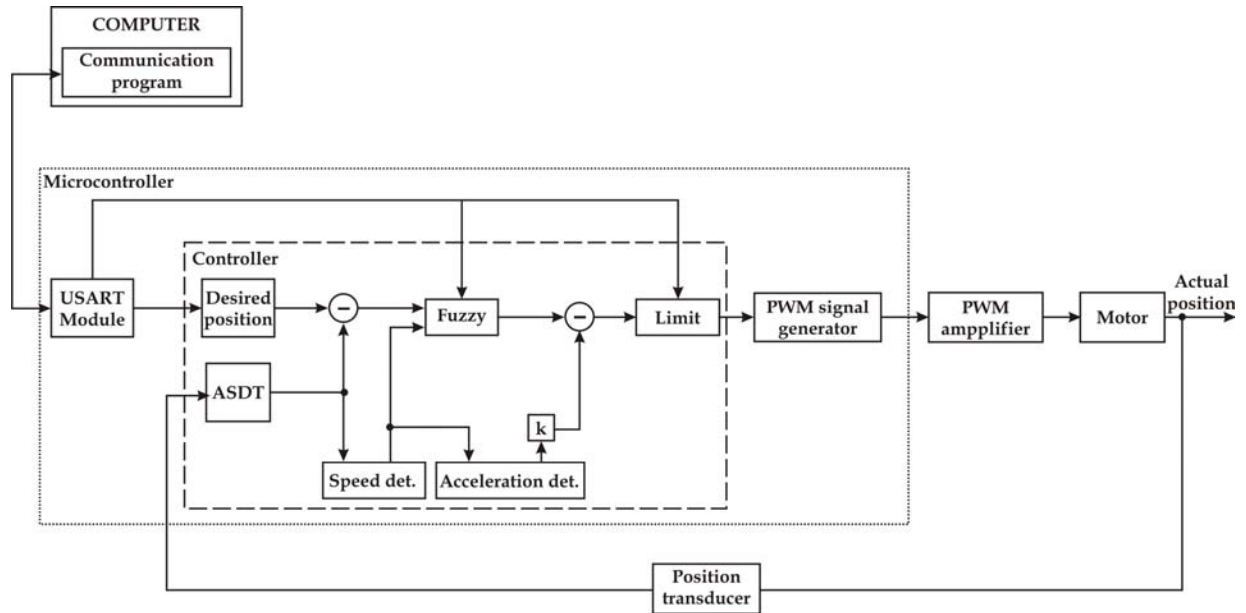 COMPUTER
Communication
program
Microcontroller
Controller
USART
Module
Desired
position
−
Fuzzy
−
Limit
PWM signal
generator
PWM
ampplifier
Motor
Actual
position
ASDT
k
Speed det.
Acceleration det.
Position
transducer